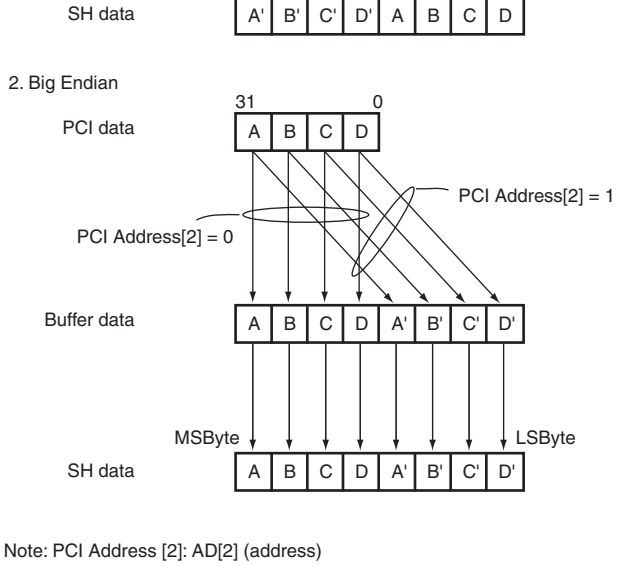 SH data A' B' C' D' A B C D
2. Big Endian
31 0
PCI data A B C D
PCI Address[2] = 1
PCI Address[2] = 0
Buffer data A B C D A' B' C' D'
MSByte LSByte
SH data A B C D A' B' C' D'
Note: PCI Address [2]: AD[2] (address)